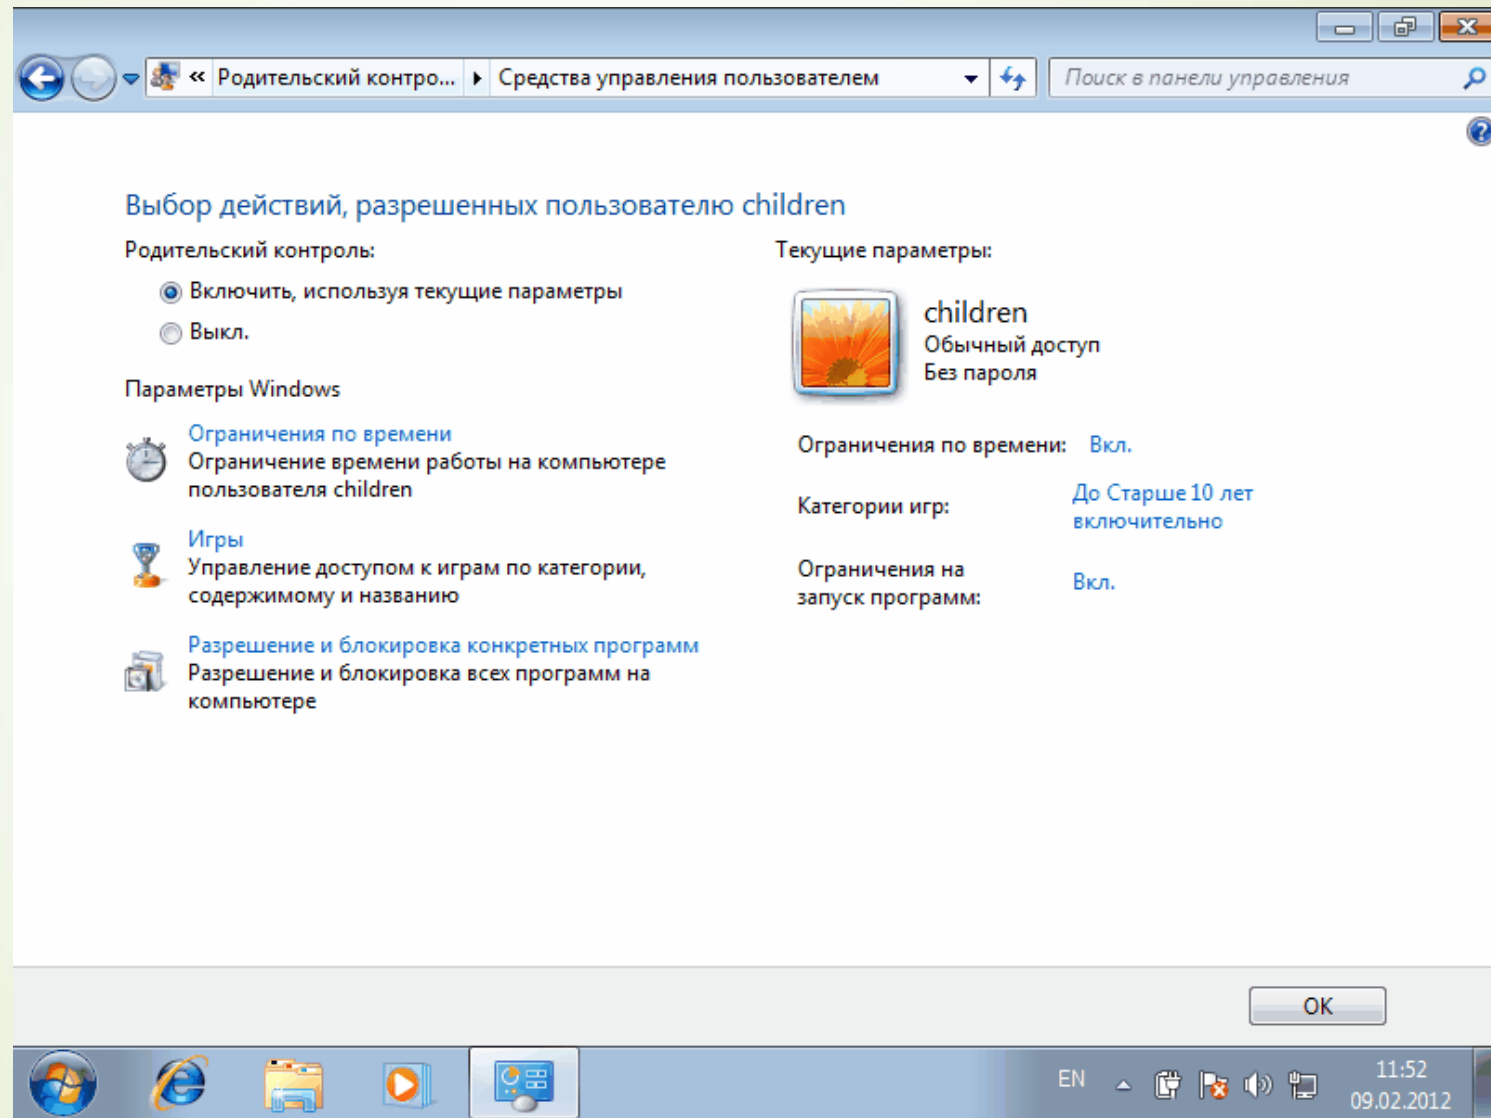 « Родительский контро... Средства управления пользователем
Поиск в панели управления
Выбор действий, разрешенных пользователю children
Родительский контроль:
Включить, используя текущие параметры
Выкл.
Параметры Windows
Ограничения по времени
Ограничение времени работы на компьютере
пользователя children
Игры
Управление доступом к играм по категории,
содержимому и названию
Разрешение и блокировка конкретных программ
Разрешение и блокировка всех программ на
компьютере
Текущие параметры:
children
Обычный доступ
Без пароля
Ограничения по времени: Вкл.
Категории игр: До Старше 10 лет
включительно
Ограничения на
запуск программ: Вкл.
OK
EN
11:52
09.02.2012